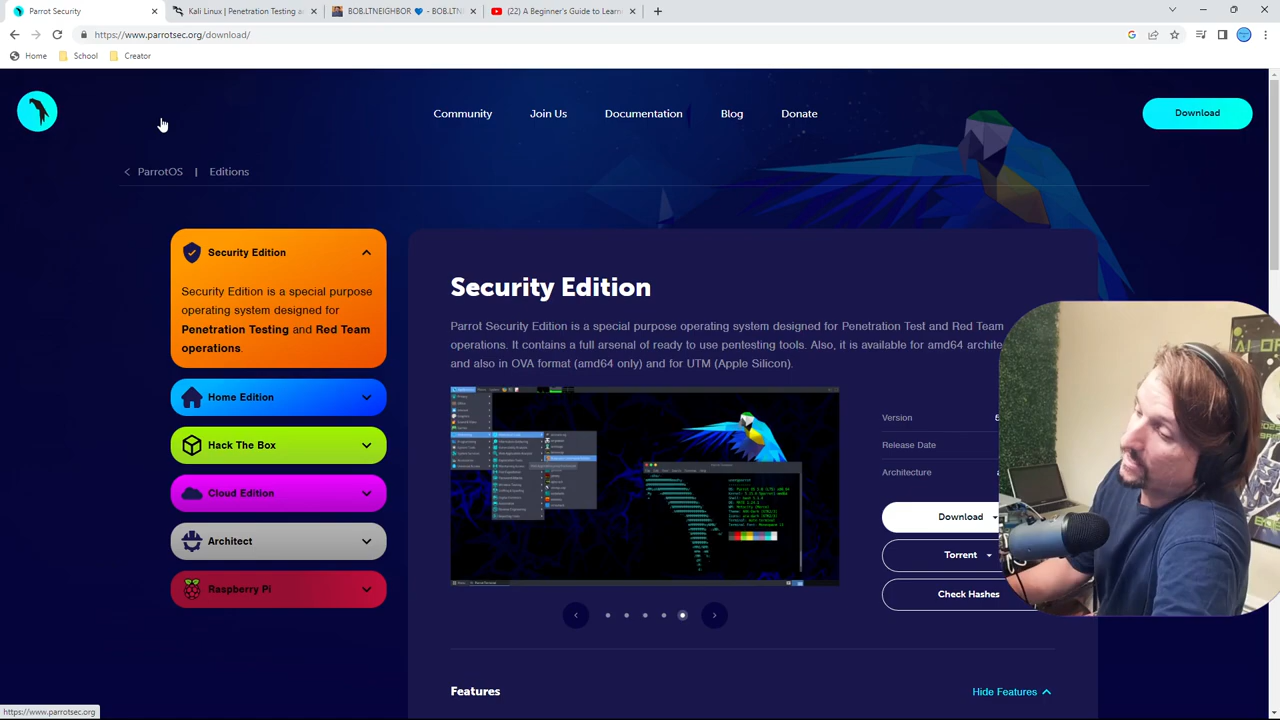 Parrot Security
Kali Linux | Penetration Testing a
BOB.LTNEIGHBOR 💙 - BOB.LTN
(22) A Beginner's Guide to Learn
https://www.parrotsec.org/download/
Home
School
Creator
Community
Join Us
Documentation
Blog
Donate
Download
ParrotOS | Editions
Security Edition
Security Edition is a special purpose
operating system designed for
Penetration Testing and Red Team
operations.
Home Edition
Hack The Box
Cloud Edition
Architect
Raspberry Pi
Security Edition
Parrot Security Edition is a special purpose operating system designed for Penetration Test and Red Team
operations. It contains a full arsenal of ready to use pentesting tools. Also, it is available for amd64 archite
and also in OVA format (amd64 only) and for UTM (Apple Silicon).
Version
Release Date
Architecture
Download
Torrent
Check Hashes
Features
Hide Features
https://www.parrotsec.org